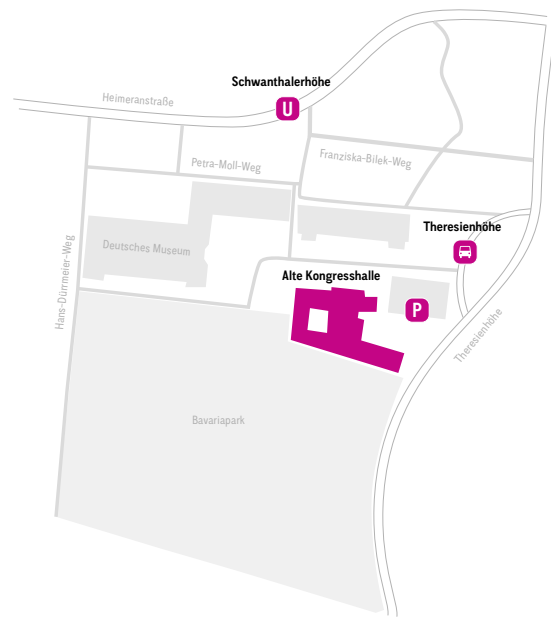 Schwanthalerhöhe
Heimeranstraße
U
Petra-Moll-Weg
Franziska-Bilek-Weg
Theresienhöhe
Deutsches Museum
Hans-Dürrmeier-Weg
Alte Kongresshalle
P
Theresienhöhe
Bavariapark